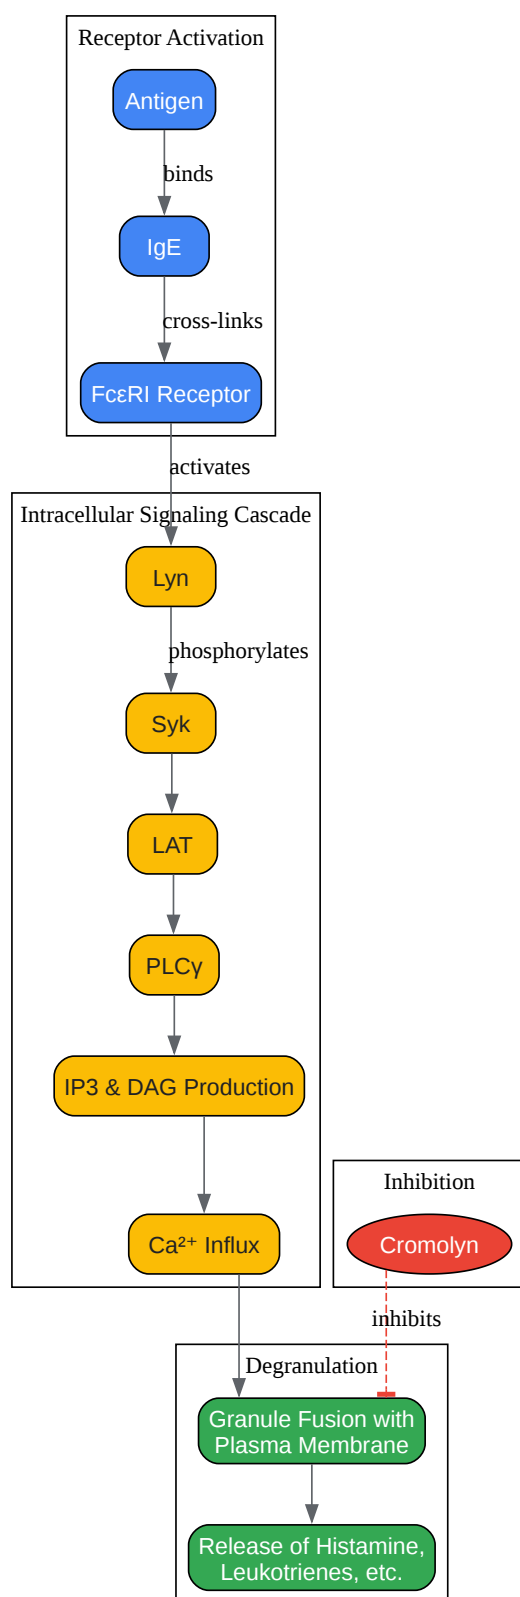 Receptor Activation
Antigen
binds
IgE
cross-links
FcεRI Receptor
activates
Intracellular Signaling Cascade
Lyn
phosphorylates
Syk
LAT
PLCγ
IP3 & DAG Production
Inhibition
Ca²⁺ Influx
Cromolyn
inhibits
Degranulation
Granule Fusion with
Plasma Membrane
Release of Histamine,
Leukotrienes, etc.